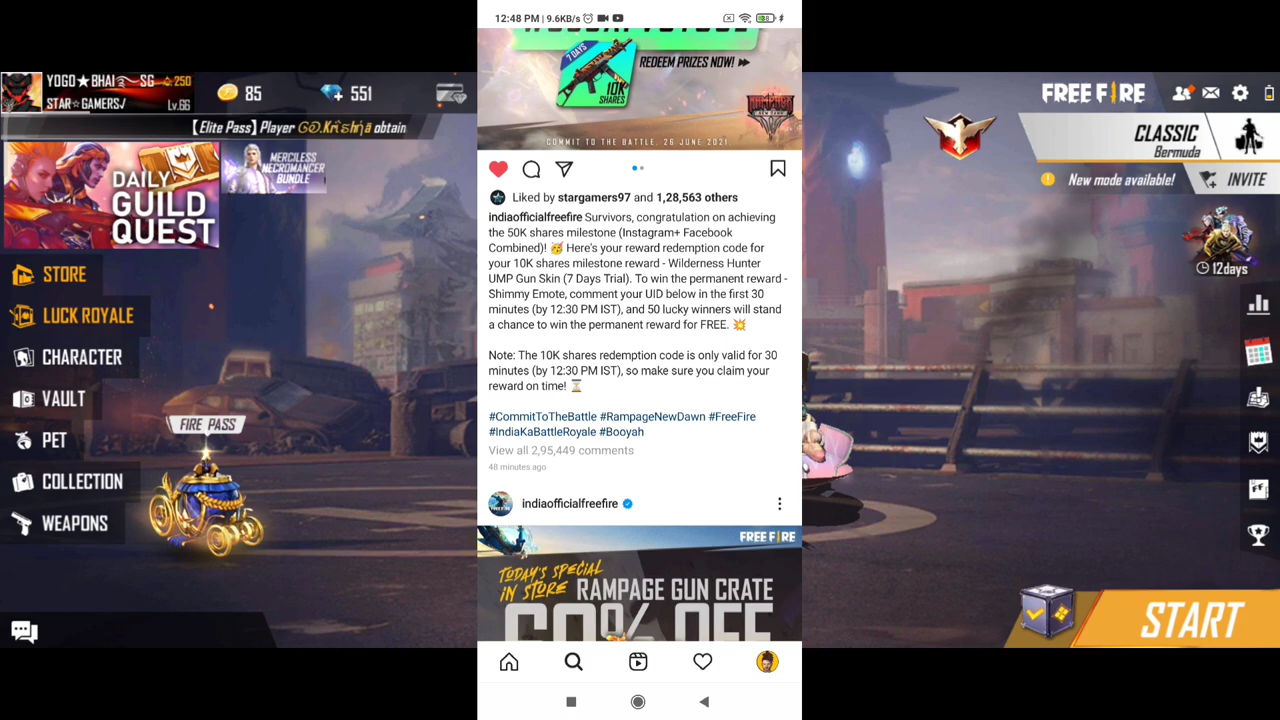 YOGO★BHAI SG 250
STAR☆GAMERS√ Lv.66
85
551
【Elite Pass】Player obtain
DAILY GUILD QUEST
MERCILESS NECROMANCER BUNDLE
STORE
LUCK ROYALE
CHARACTER
VAULT
PET
COLLECTION
WEAPONS
FIRE PASS
12:48 PM | 9.6KB/s
7 DAYS
10K SHARES
REDEEM PRIZES NOW!
RAMPAGE
COMMIT TO THE BATTLE. 26 JUNE 2021.
Liked by stargamers97 and 1,28,563 others
indiaofficialfreefire Survivors, congratulation on achieving
the 50K shares milestone (Instagram+ Facebook
Combined)! 🥳 Here's your reward redemption code for
your 10K shares milestone reward - Wilderness Hunter
UMP Gun Skin (7 Days Trial). To win the permanent reward -
Shimmy Emote, comment your UID below in the first 30
minutes (by 12:30 PM IST), and 50 lucky winners will stand
a chance to win the permanent reward for FREE. 💥
Note: The 10K shares redemption code is only valid for 30
minutes (by 12:30 PM IST), so make sure you claim your
reward on time! ⏳
#CommitToTheBattle #RampageNewDawn #FreeFire
#IndiaKaBattleRoyale #Booyah
View all 2,95,449 comments
48 minutes ago
indiaofficialfreefire
FREE FIRE
TODAY'S SPECIAL
IN STORE RAMPAGE GUN CRATE
60% OFF
FREE FIRE
CLASSIC
Bermuda
New mode available!
INVITE
12days
START